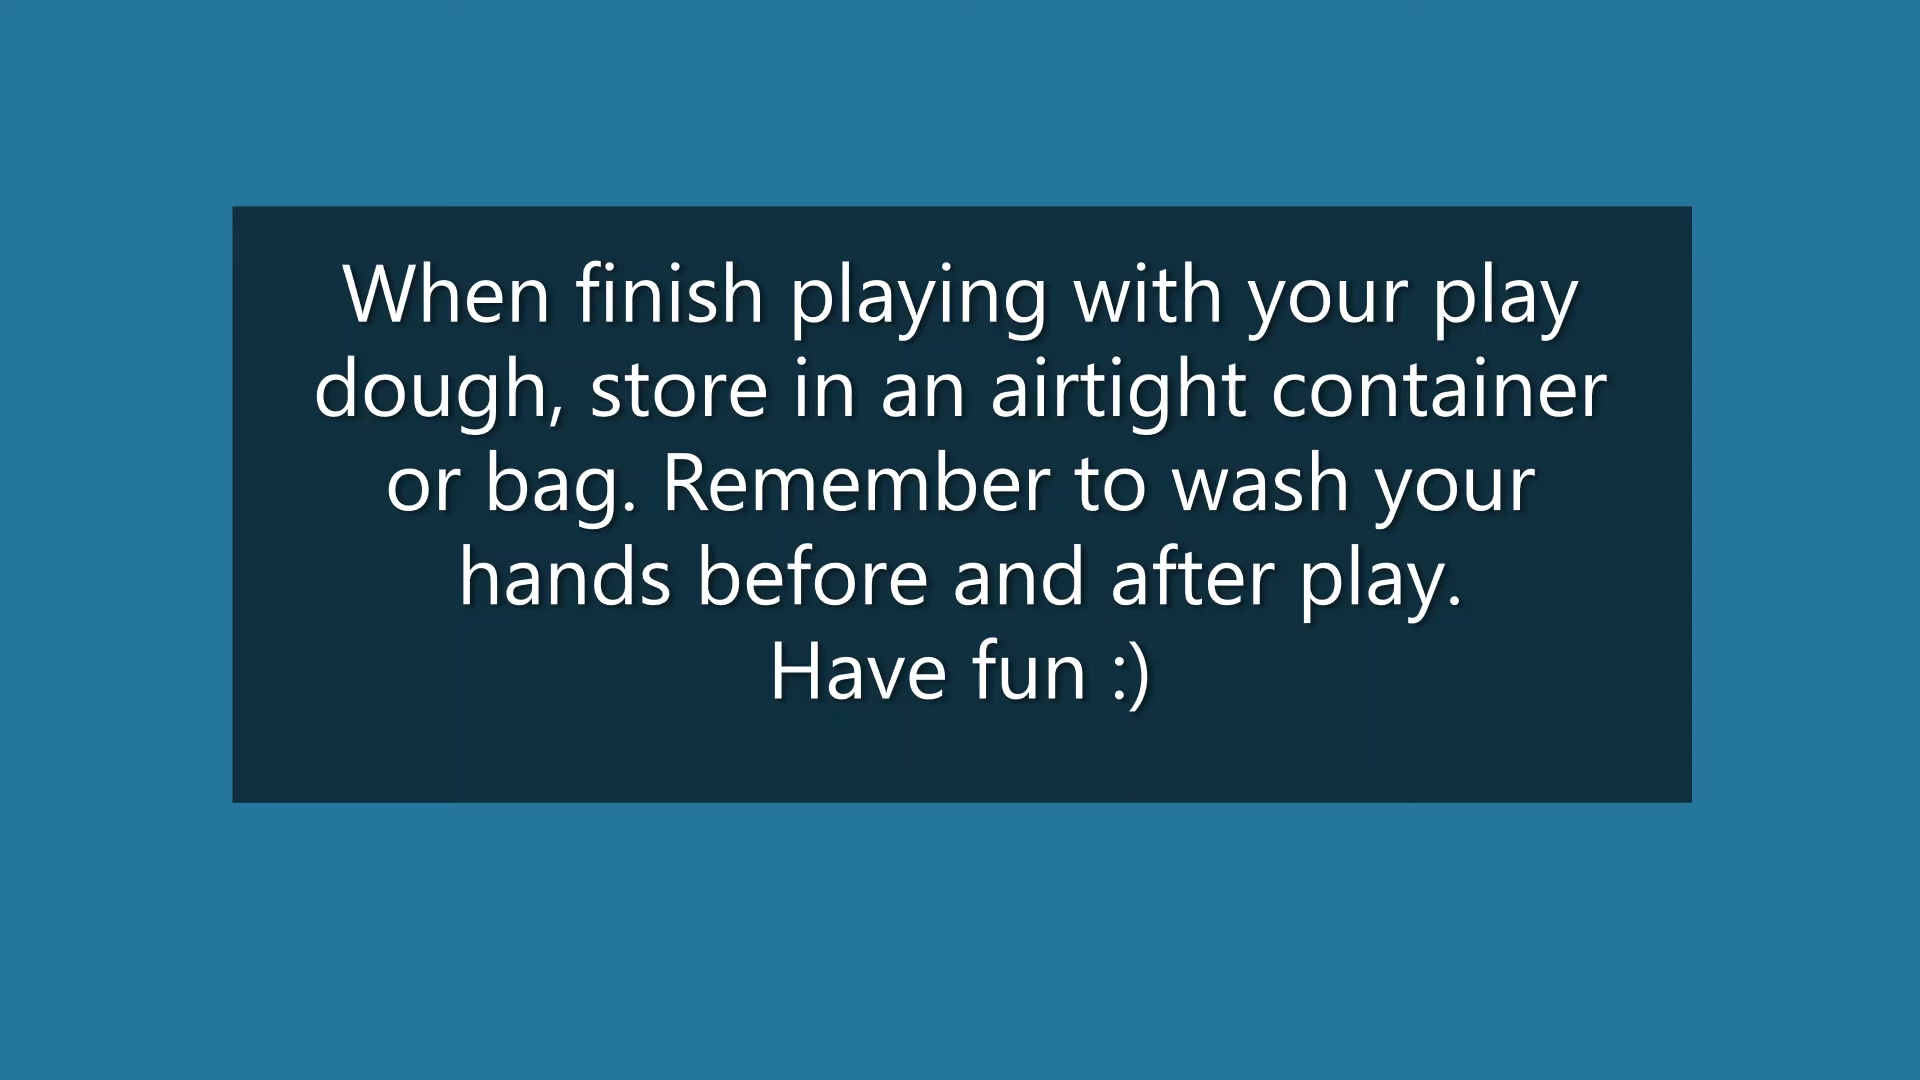 When finish playing with your play
dough, store in an airtight container
or bag. Remember to wash your
hands before and after play.
Have fun :)